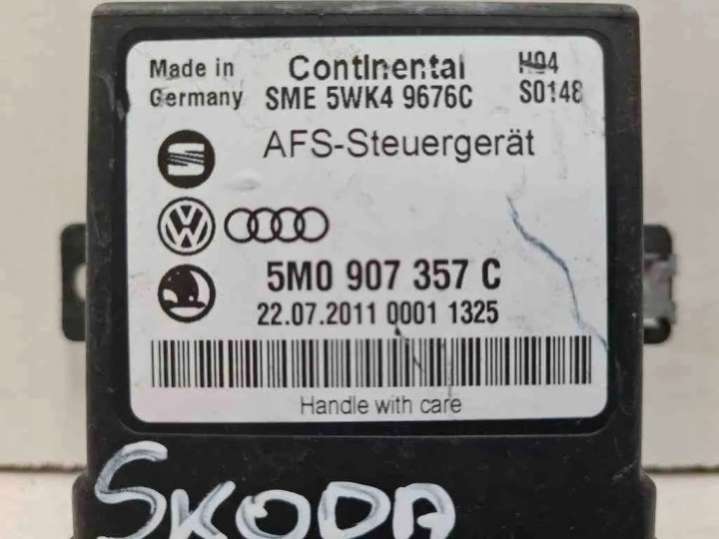 Made in Continental H04
Germany SME 5WK4 9676C S0148
AFS-Steuergerät
5M0 907 357 C
22.07.2011 0001 1325
Handle with care
SKODA